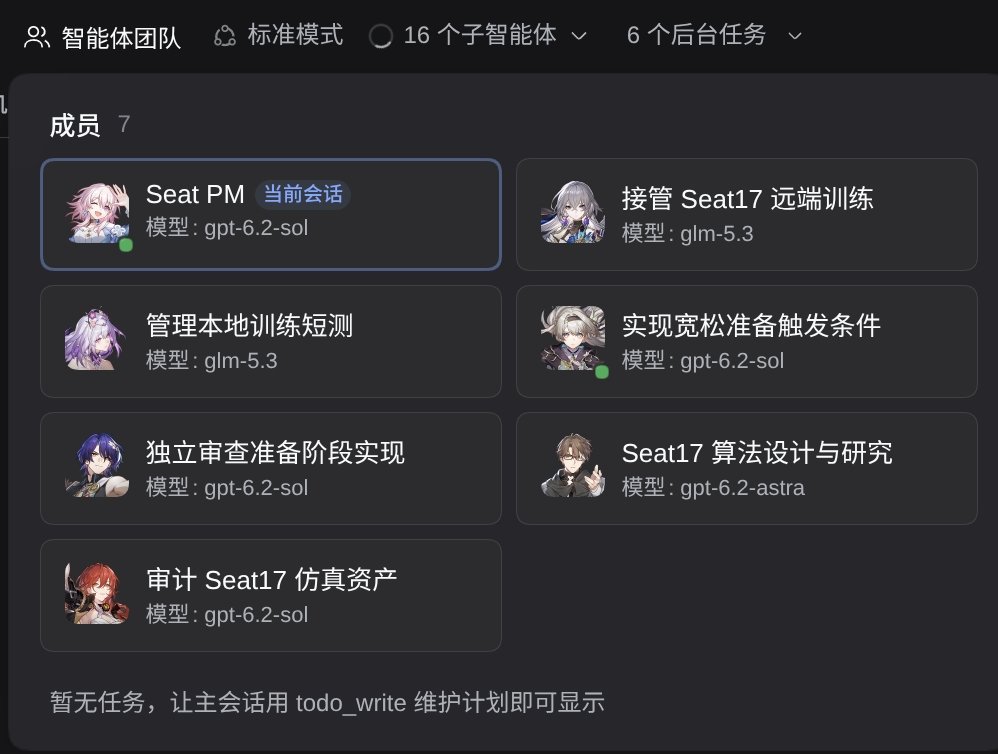 智能体团队 标准模式 16 个子智能体 6 个后台任务
成员 7
Seat PM 当前会话
模型: gpt-6.2-sol
接管 Seat17 远端训练
模型: glm-5.3
管理本地训练短测
模型: glm-5.3
实现宽松准备触发条件
模型: gpt-6.2-sol
独立审查准备阶段实现
模型: gpt-6.2-sol
Seat17 算法设计与研究
模型: gpt-6.2-astra
审计 Seat17 仿真资产
模型: gpt-6.2-sol
暂无任务，让主会话用 todo_write 维护计划即可显示